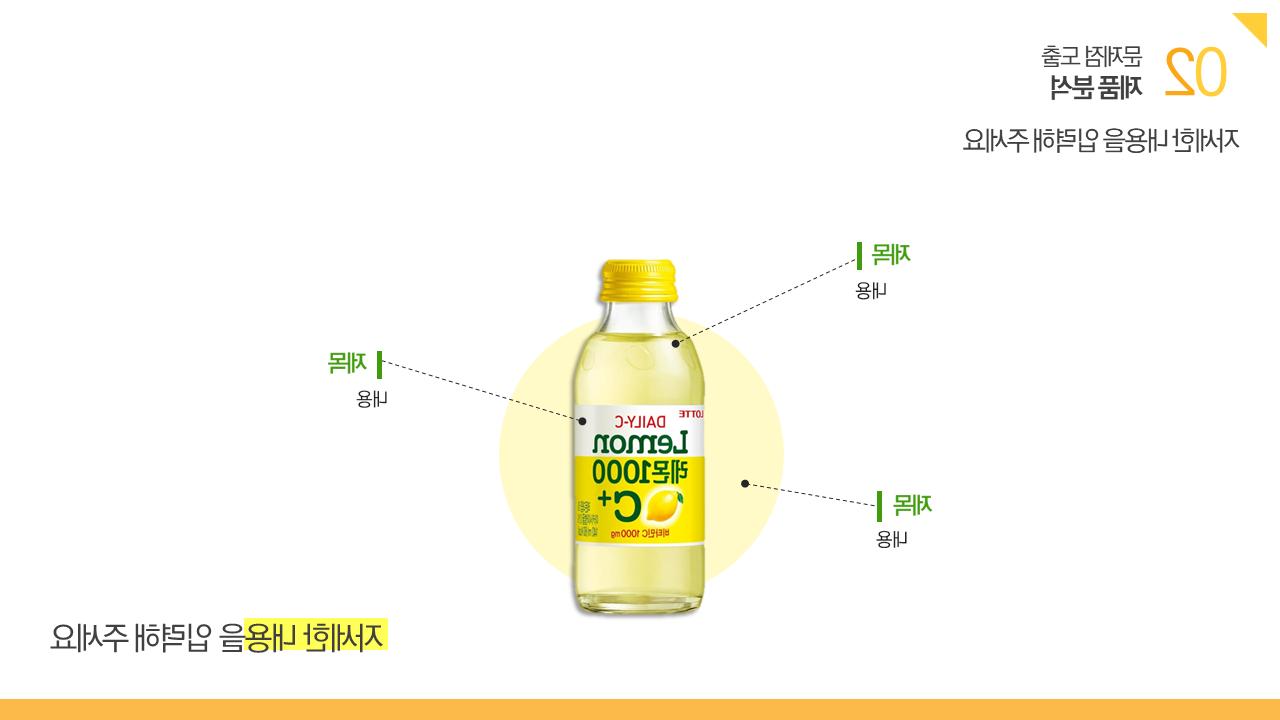 02
문제점 도출
제품 분석
자세한 내용을 입력해 주세요
제목
내용
제목
내용
LOTTE
DAILY-C
Lemon
레몬1000
C+
비타민C 1000mg
제목
내용
자세한 내용을 입력해 주세요